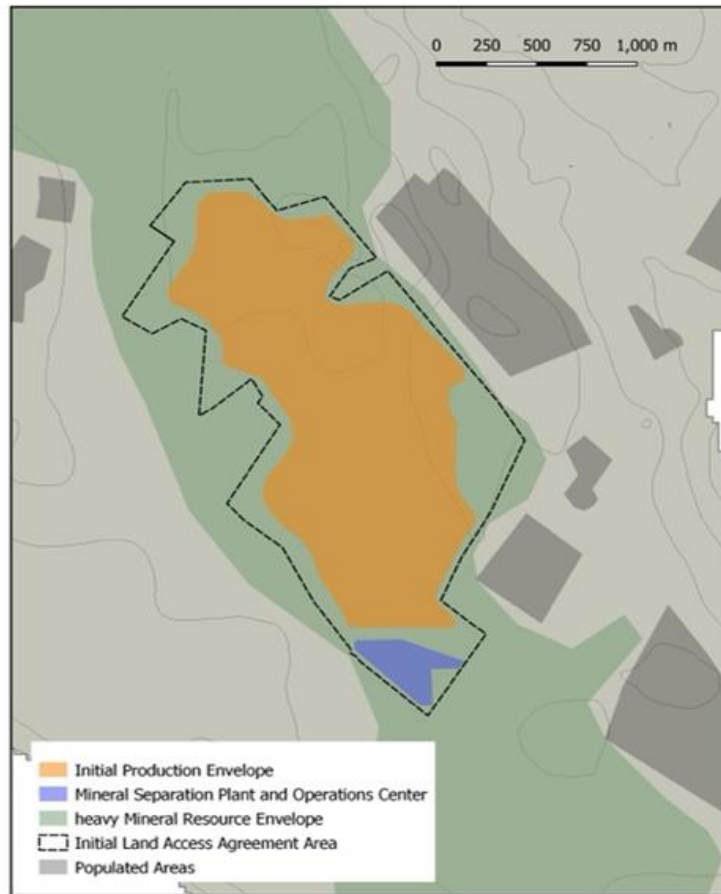 0 250 500 750 1,000 m
Initial Production Envelope
Mineral Separation Plant and Operations Center
heavy Mineral Resource Envelope
Initial Land Access Agreement Area
Populated Areas